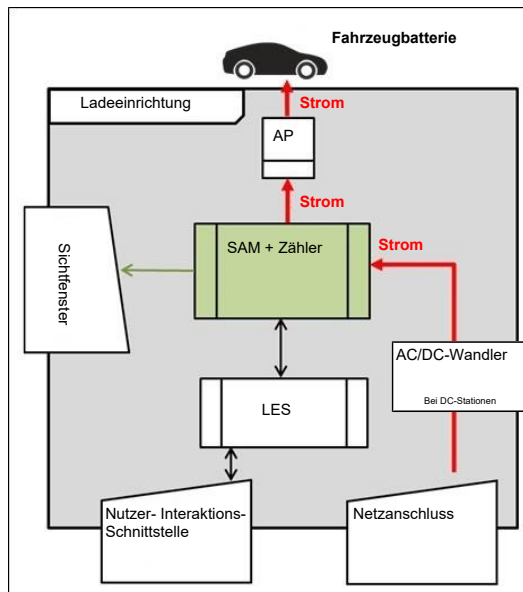 Fahrzeugbatterie
Ladeeinrichtung
Strom
AP
Strom
SAM + Zähler
Strom
Sichtfenster
AC/DC-Wandler
Bei DC-Stationen
LES
Nutzer- Interaktions-
Schnittstelle
Netzanschluss